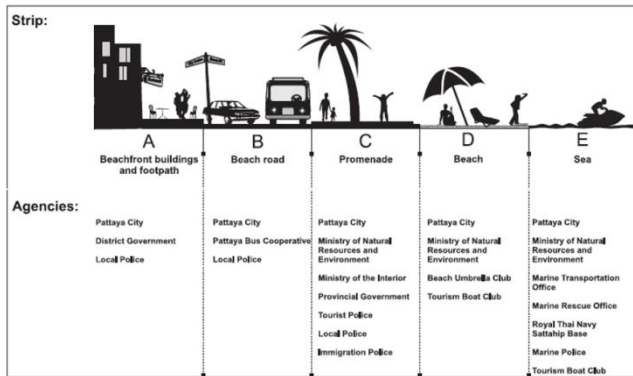 Strip:
A
B
C
D
E
Beachfront buildings
and footpath
Beach road
Promenade
Beach
Sea
Agencies:
Pattaya City
District Government
Local Police
Pattaya City
Pattaya Bus Cooperative
Local Police
Pattaya City
Ministry of Natural
Resources and
Environment
Ministry of the Interior
Provincial Government
Tourist Police
Local Police
Immigration Police
Pattaya City
Ministry of Natural
Resources and
Environment
Beach Umbrella Club
Tourism Boat Club
Pattaya City
Ministry of Natural
Resources and
Environment
Marine Transportation
Office
Marine Rescue Office
Royal Thai Navy
Sattahip Base
Marine Police
Tourism Boat Club